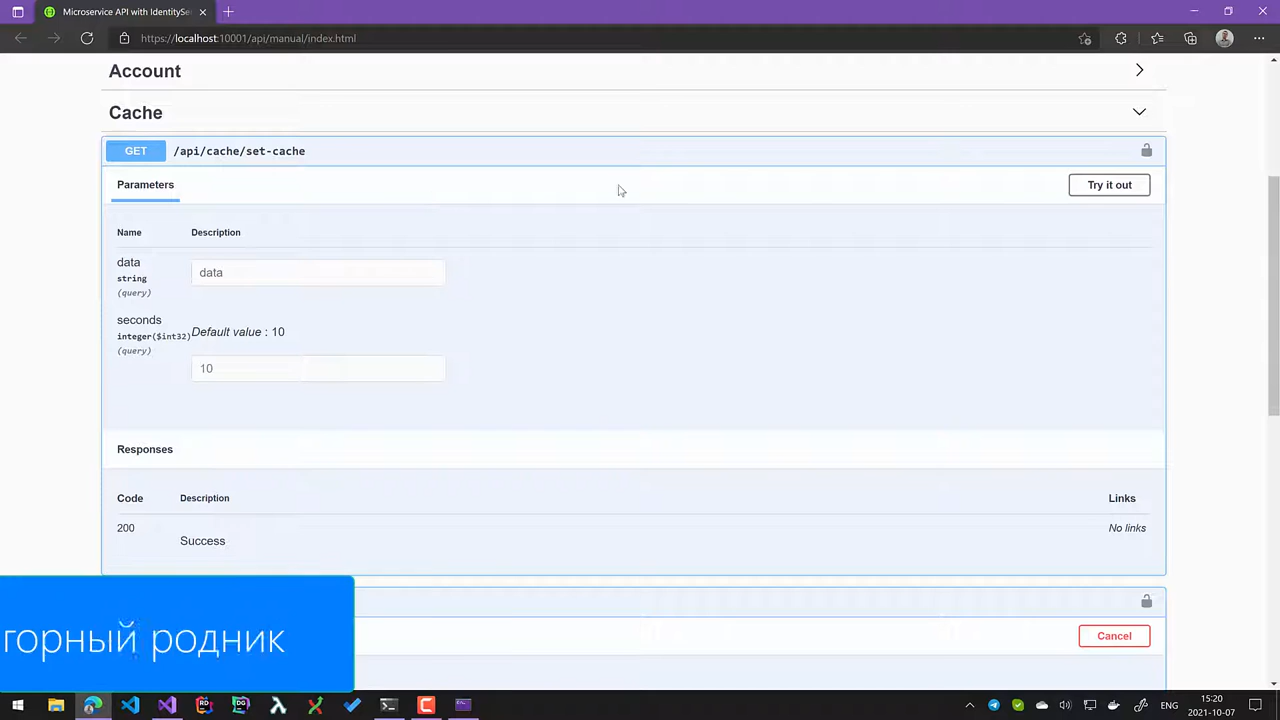 Microservice API with IdentitySe
https://localhost:10001/api/manual/index.html
Account
Cache
GET /api/cache/set-cache
Parameters
Try it out
Name Description
data
string
(query)
data
seconds
integer($int32)
(query)
Default value : 10
10
Responses
Code Description Links
200
Success
No links
Cancel
горный родник
ENG
15:20
2021-10-07